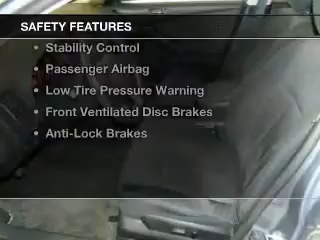 SAFETY FEATURES
• Stability Control
• Passenger Airbag
• Low Tire Pressure Warning
• Front Ventilated Disc Brakes
• Anti-Lock Brakes